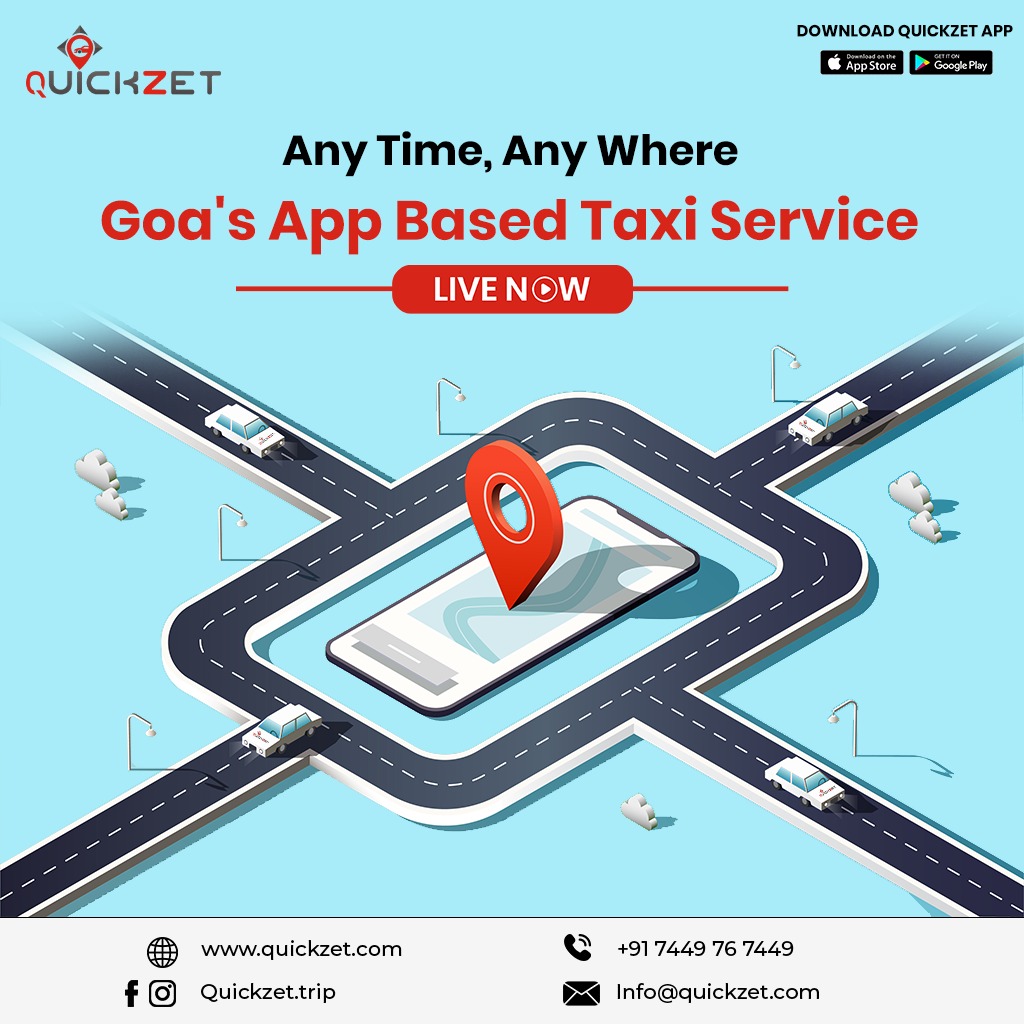 QUICKZET
DOWNLOAD QUICKZET APP
Download on the
App Store
GET IT ON
Google Play
Any Time, Any Where
Goa's App Based Taxi Service
LIVE NOW
www.quickzet.com
+91 7449 76 7449
Quickzet.trip
Info@quickzet.com